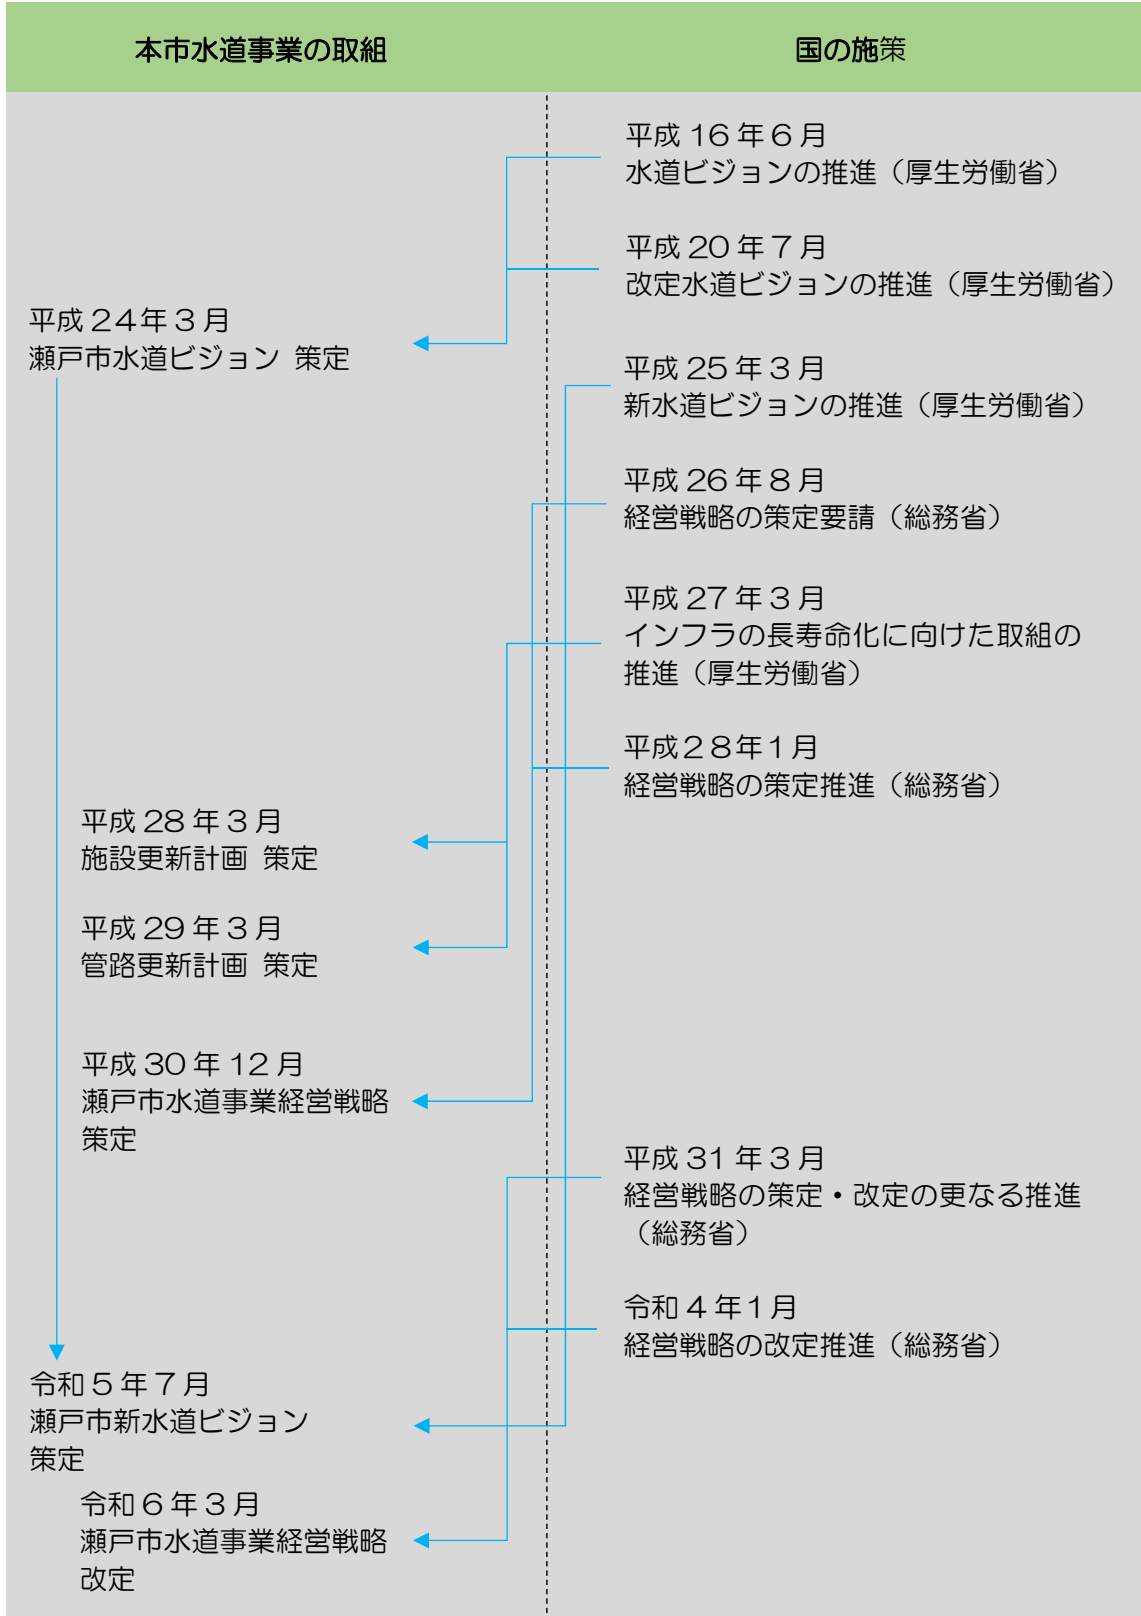 本市水道事業の取組
国の施策
平成 16 年 6 月
水道ビジョンの推進（厚生労働省）
平成 20 年 7 月
改定水道ビジョンの推進（厚生労働省）
平成 24年 3 月
瀬戸市水道ビジョン 策定
平成 25 年 3 月
新水道ビジョンの推進（厚生労働省）
平成 26 年 8 月
経営戦略の策定要請（総務省）
平成 27 年 3 月
インフラの長寿命化に向けた取組の
推進（厚生労働省）
平成２８年１月
経営戦略の策定推進（総務省）
平成 28 年 3 月
施設更新計画 策定
平成 29 年 3 月
管路更新計画 策定
平成 30 年 12 月
瀬戸市水道事業経営戦略
策定
平成 31 年 3 月
経営戦略の策定・改定の更なる推進
（総務省）
令和 4 年 1 月
経営戦略の改定推進（総務省）
令和 5 年 7 月
瀬戸市新水道ビジョン
策定
令和 6 年 3 月
瀬戸市水道事業経営戦略
改定